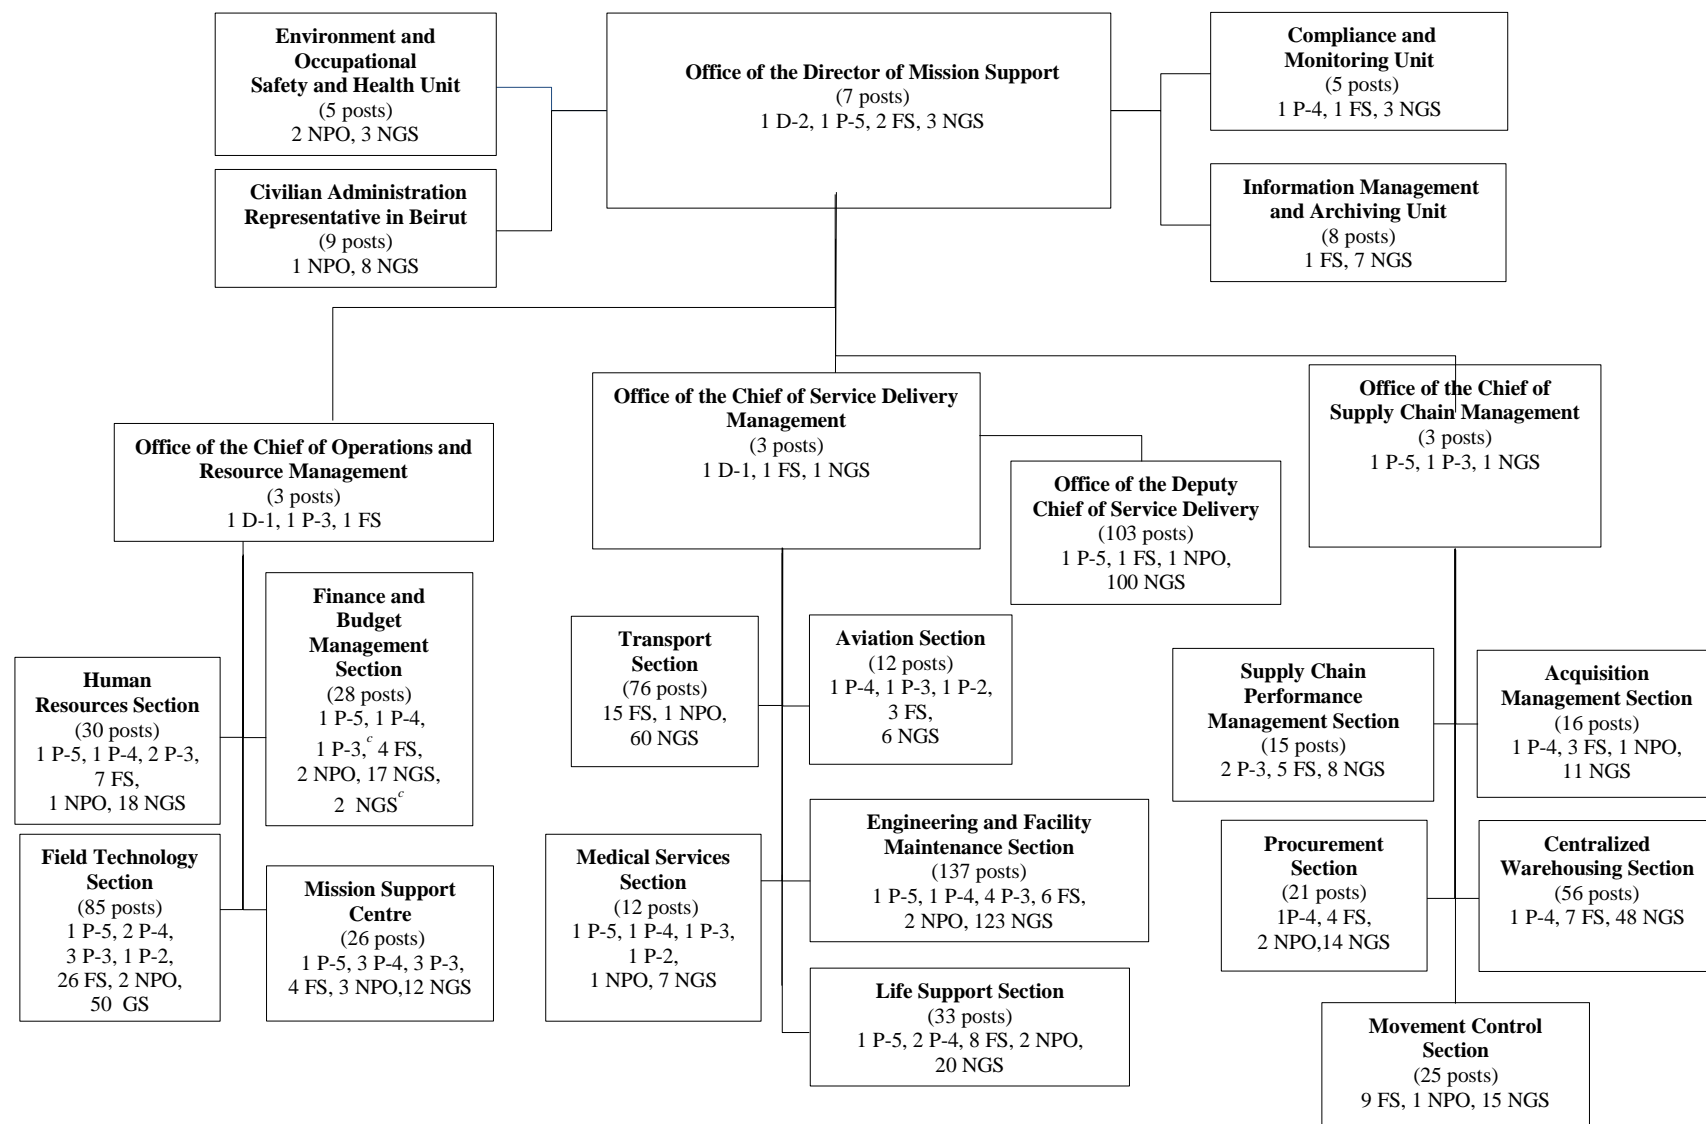 Environment and
Occupational
Safety and Health Unit
(5 posts)
2 NPO, 3 NGS
Office of the Director of Mission Support
(7 posts)
1 D-2, 1 P-5, 2 FS, 3 NGS
Compliance and
Monitoring Unit
(5 posts)
1 P-4, 1 FS, 3 NGS
Civilian Administration
Representative in Beirut
(9 posts)
1 NPO, 8 NGS
Information Management
and Archiving Unit
(8 posts)
1 FS, 7 NGS
Office of the Chief of Operations and
Resource Management
(3 posts)
1 D-1, 1 P-3, 1 FS
Office of the Chief of Service Delivery
Management
(3 posts)
1 D-1, 1 FS, 1 NGS
Office of the Chief of
Supply Chain Management
(3 posts)
1 P-5, 1 P-3, 1 NGS
Office of the Deputy
Chief of Service Delivery
(103 posts)
1 P-5, 1 FS, 1 NPO,
100 NGS
Human
Resources Section
(30 posts)
1 P-5, 1 P-4, 2 P-3,
7 FS,
1 NPO, 18 NGS
Finance and
Budget
Management
Section
(28 posts)
1 P-5, 1 P-4,
1 P-3,c 4 FS,
2 NPO, 17 NGS,
2 NGSc
Field Technology
Section
(85 posts)
1 P-5, 2 P-4,
3 P-3, 1 P-2,
26 FS, 2 NPO,
50 GS
Mission Support
Centre
(26 posts)
1 P-5, 3 P-4, 3 P-3,
4 FS, 3 NPO,12 NGS
Transport
Section
(76 posts)
15 FS, 1 NPO,
60 NGS
Aviation Section
(12 posts)
1 P-4, 1 P-3, 1 P-2,
3 FS,
6 NGS
Medical Services
Section
(12 posts)
1 P-5, 1 P-4, 1 P-3,
1 P-2,
1 NPO, 7 NGS
Engineering and Facility
Maintenance Section
(137 posts)
1 P-5, 1 P-4, 4 P-3, 6 FS,
2 NPO, 123 NGS
Life Support Section
(33 posts)
1 P-5, 2 P-4, 8 FS, 2 NPO,
20 NGS
Supply Chain
Performance
Management Section
(15 posts)
2 P-3, 5 FS, 8 NGS
Acquisition
Management Section
(16 posts)
1 P-4, 3 FS, 1 NPO,
11 NGS
Procurement
Section
(21 posts)
1P-4, 4 FS,
2 NPO,14 NGS
Centralized
Warehousing Section
(56 posts)
1 P-4, 7 FS, 48 NGS
Movement Control
Section
(25 posts)
9 FS, 1 NPO, 15 NGS